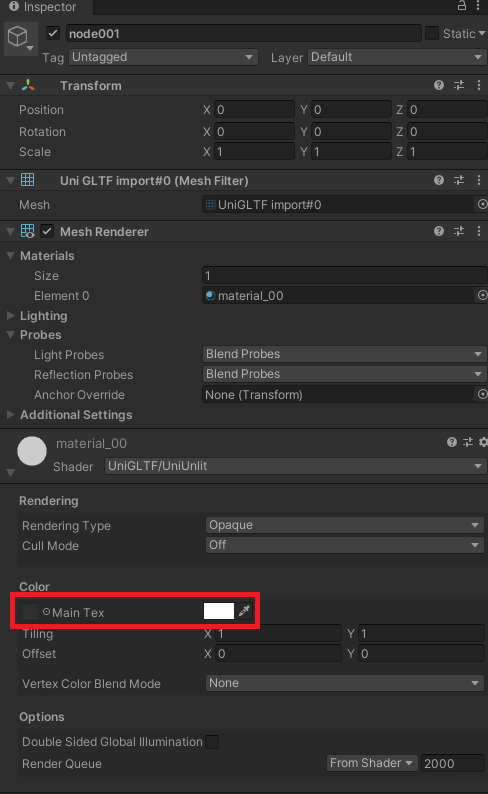 Inspector
node001 Static
Tag Untagged Layer Default
Transform
Position X 0 Y 0 Z 0
Rotation X 0 Y 0 Z 0
Scale X 1 Y 1 Z 1
Uni GLTF import#0 (Mesh Filter)
Mesh UniGLTF import#0
Mesh Renderer
Materials
Size 1
Element 0 material_00
Lighting
Probes
Light Probes Blend Probes
Reflection Probes Blend Probes
Anchor Override None (Transform)
Additional Settings
material_00
Shader UniGLTF/UniUnlit
Rendering
Rendering Type Opaque
Cull Mode Off
Color
Main Tex
Tiling X 1 Y 1
Offset X 0 Y 0
Vertex Color Blend Mode None
Options
Double Sided Global Illumination
Render Queue From Shader 2000